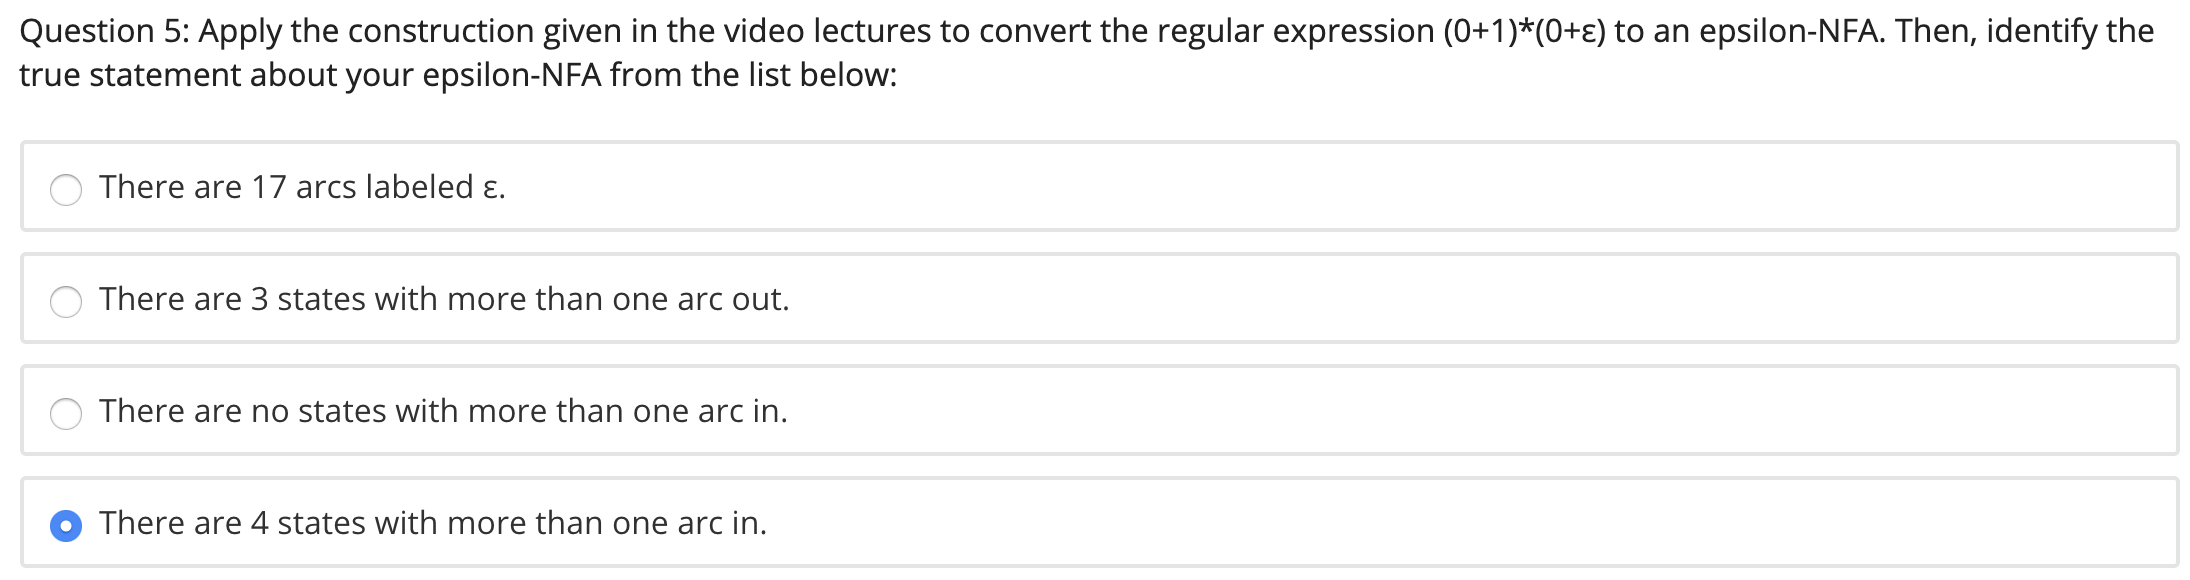 Question 5: Apply the construction given in the video lectures to convert the regular expression (0+1)*(0+ε) to an epsilon-NFA. Then, identify the
true statement about your epsilon-NFA from the list below:
There are 17 arcs labeled ε.
There are 3 states with more than one arc out.
There are no states with more than one arc in.
There are 4 states with more than one arc in.